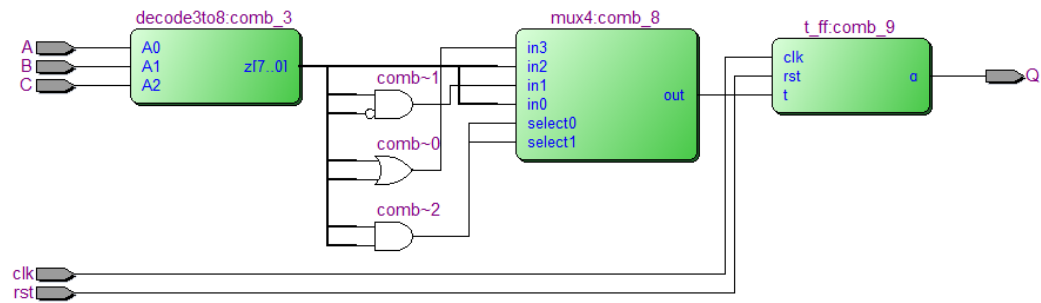 decode3to8:comb_3
mux4:comb_8
t_ff:comb_9
A
B
C
A0
A1
A2
z[7..0]
comb~1
comb~0
comb~2
in3
in2
in1
in0
select0
select1
out
clk
rst
t
q
Q
clk
rst